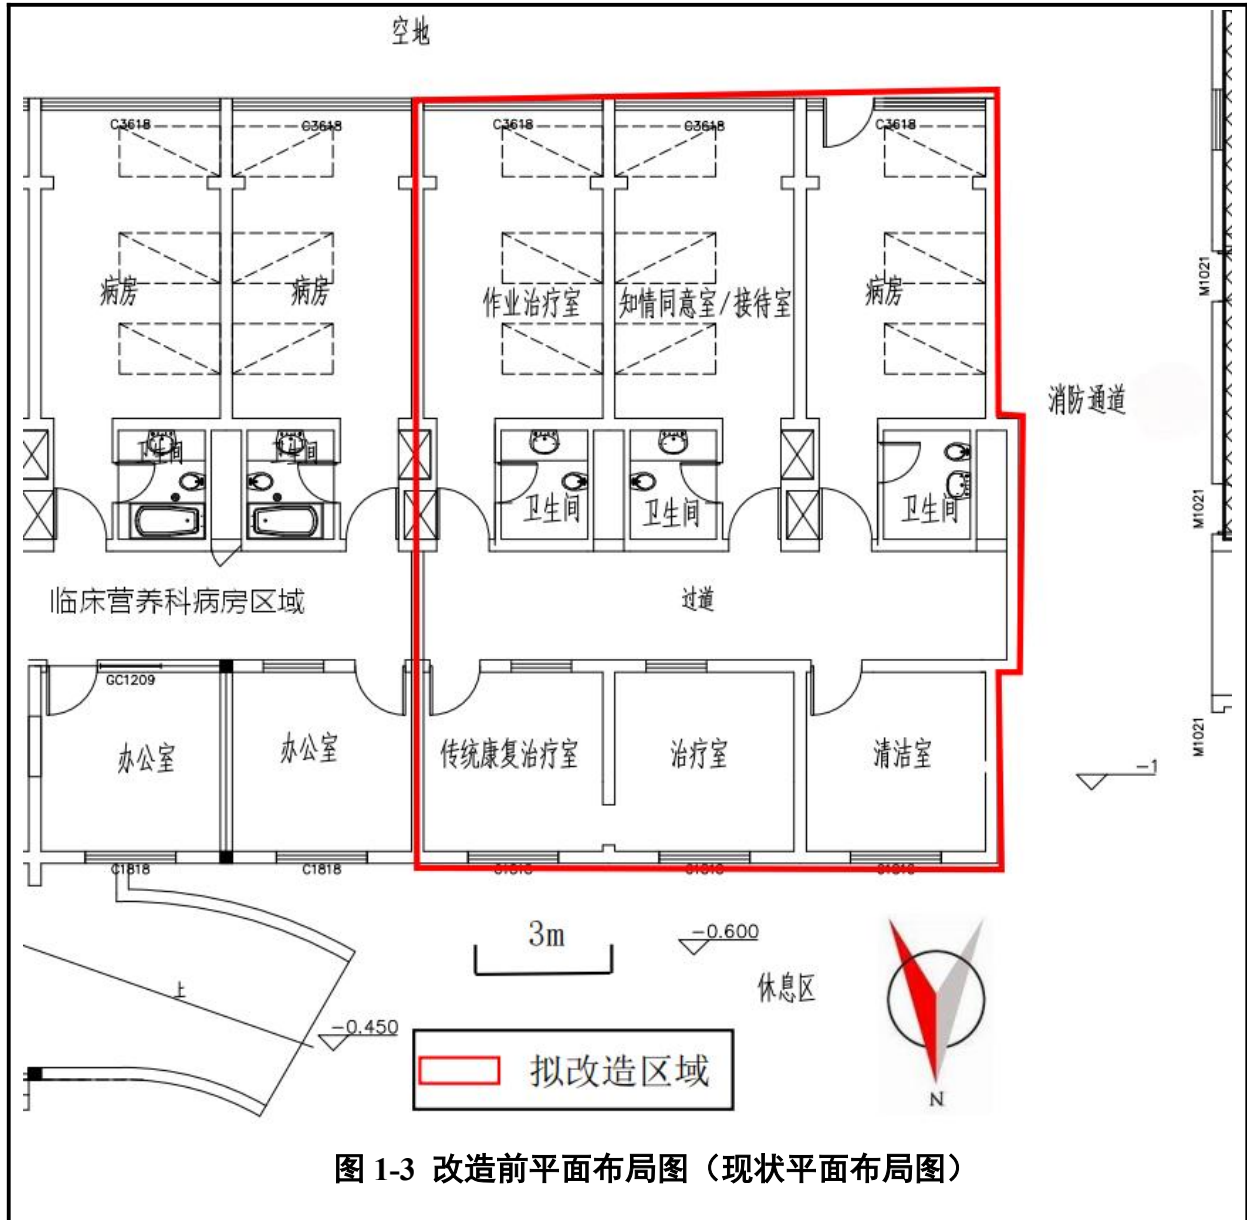 空地
C3618
C3618
C3618
C3618
C3618
病房
病房
作业治疗室
知情同意室/接待室
病房
M1021
消防通道
卫生间
卫生间
卫生间
卫生间
卫生间
M1021
临床营养科病房区域
过道
GC1209
办公室
办公室
传统康复治疗室
治疗室
清洁室
M1021
-1
C1818
C1818
C1818
C1818
C1818
3m
-0.600
休息区
上
-0.450
拟改造区域
N
图 1-3 改造前平面布局图（现状平面布局图）